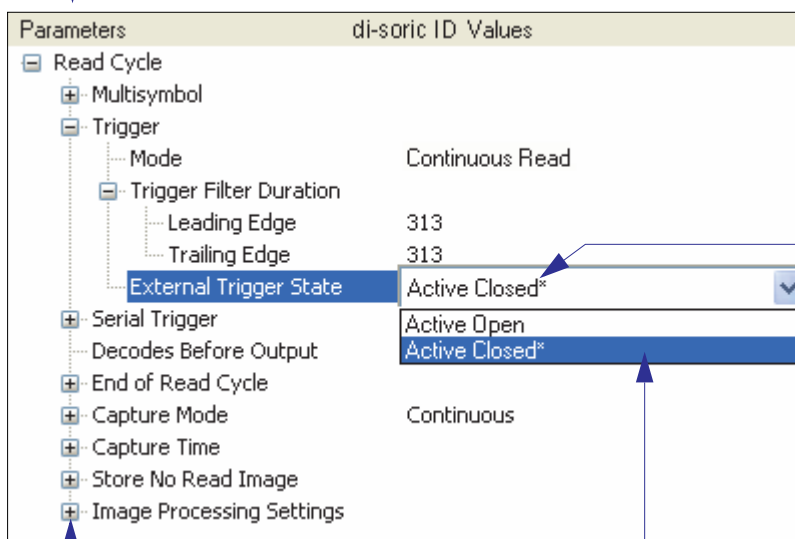 Parameters di-soric ID Values
Read Cycle
Multisymbol
Trigger
Mode Continuous Read
Trigger Filter Duration
Leading Edge 313
Trailing Edge 313
External Trigger State Active Closed*
Serial Trigger Active Open
Decodes Before Output Active Closed*
End of Read Cycle
Capture Mode Continuous
Capture Time
Store No Read Image
Image Processing Settings